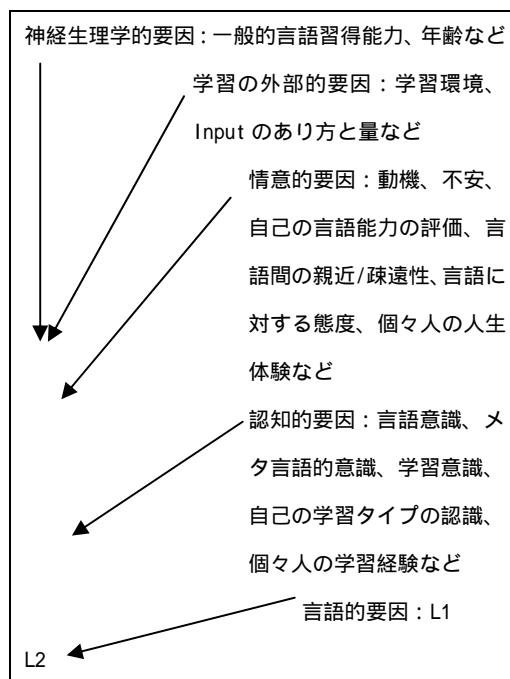 神経生理学的要因：一般的言語習得能力、年齢など
学習の外部的要因：学習環境、
Input のあり方と量など
情意的要因：動機、不安、
自己の言語能力の評価、言
語間の親近/疎遠性、言語に
対する態度、個々人の人生
体験など
認知的要因：言語意識、メ
タ言語的意識、学習意識、
自己の学習タイプの認識、
個々人の学習経験など
言語的要因：L1
L2